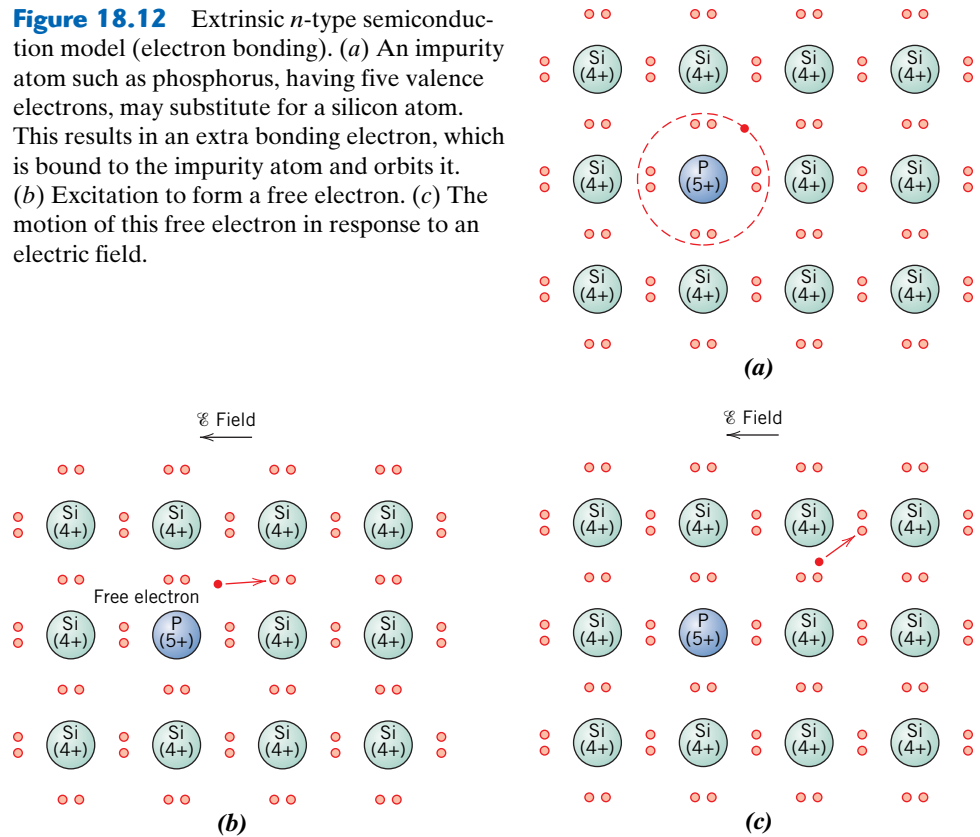 Figure 18.12 Extrinsic n-type semiconduc-
tion model (electron bonding). (a) An impurity
atom such as phosphorus, having five valence
electrons, may substitute for a silicon atom.
This results in an extra bonding electron, which
is bound to the impurity atom and orbits it.
(b) Excitation to form a free electron. (c) The
motion of this free electron in response to an
electric field.
Si Si Si Si
(4+) (4+) (4+) (4+)
Si P Si Si
(4+) (5+) (4+) (4+)
Si Si Si Si
(4+) (4+) (4+) (4+)
(a)
ℰ Field
Si Si Si Si
(4+) (4+) (4+) (4+)
Free electron
Si P Si Si
(4+) (5+) (4+) (4+)
Si Si Si Si
(4+) (4+) (4+) (4+)
(b)
ℰ Field
Si Si Si Si
(4+) (4+) (4+) (4+)
Si P Si Si
(4+) (5+) (4+) (4+)
Si Si Si Si
(4+) (4+) (4+) (4+)
(c)